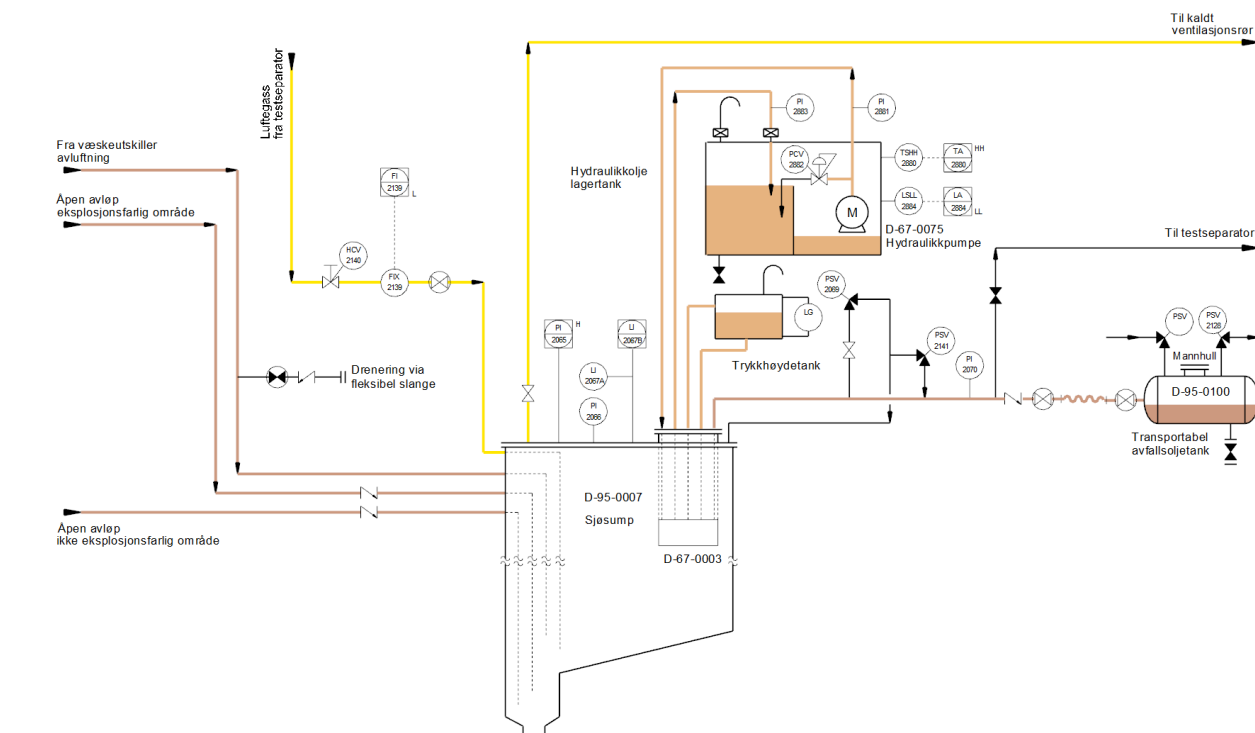 Til kaldt
ventilasjonsrør
Luftegass
fra testseparator
Fra væskeutskiller
avluftning
Åpen avløp
eksplosjonsfarlig område
FI
2139
L
HCV
2140
FIX
2139
Hydraulikkolje
lagertank
PI
2883
PI
2881
PCV
2882
TSHH
2880
TA
2880
HH
LSLL
2884
LA
2884
LL
M
D-67-0075
Hydraulikkpumpe
Til testseparator
PSV
2069
LG
Trykkhøydetank
PSV
2141
PI
2070
PSV
PSV
2128
Mannhull
D-95-0100
Transportabel
avfallsoljetank
PI
2065
H
LI
2067B
LI
2067A
PI
2066
Drenering via
fleksibel slange
D-95-0007
Sjøsump
D-67-0003
Åpen avløp
ikke eksplosjonsfarlig område